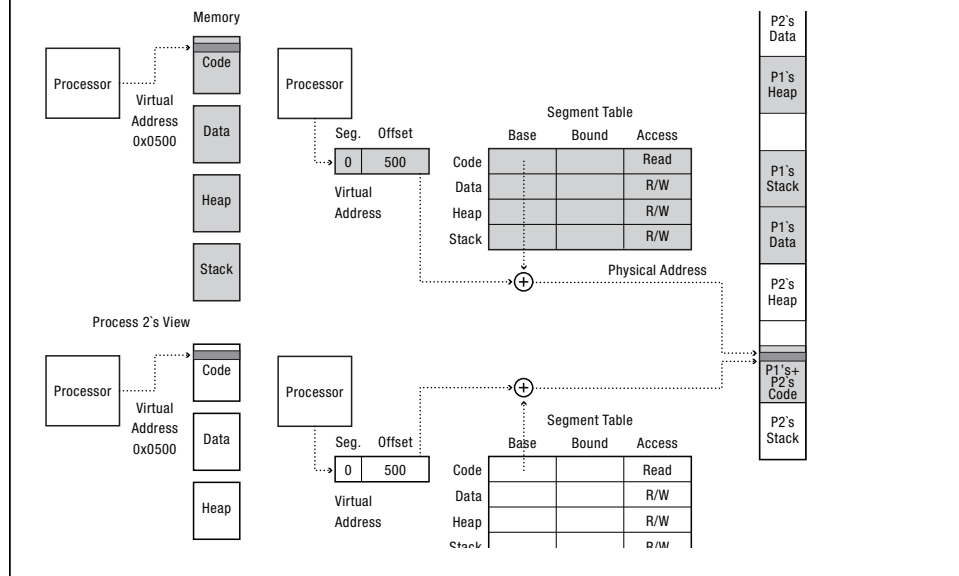 Memory
Code
Processor
Virtual
Address
0x0500
Data
Heap
Stack
Processor
Seg. Offset
0 500
Virtual
Address
Segment Table
Base Bound Access
Code Read
Data R/W
Heap R/W
Stack R/W
Physical Address
P2`s
Data
P1`s
Heap
P1`s
Stack
P1`s
Data
P2`s
Heap
P1's+
P2`s
Code
P2`s
Stack
Process 2`s View
Code
Processor
Virtual
Address
0x0500
Data
Heap
Processor
Seg. Offset
0 500
Virtual
Address
Segment Table
Base Bound Access
Code Read
Data R/W
Heap R/W
Stack R/W